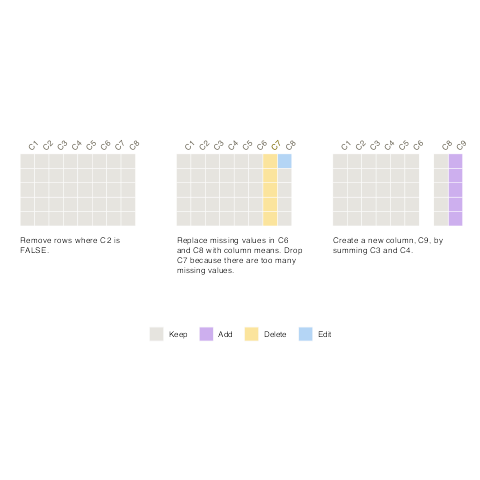 C1 C2 C3 C4 C5 C6 C7 C8
C1 C2 C3 C4 C5 C6 C7 C8
C1 C2 C3 C4 C5 C6 C8 C9
Remove rows where C2 is
FALSE.
Replace missing values in C6
and C8 with column means. Drop
C7 because there are too many
missing values.
Create a new column, C9, by
summing C3 and C4.
Keep Add Delete Edit